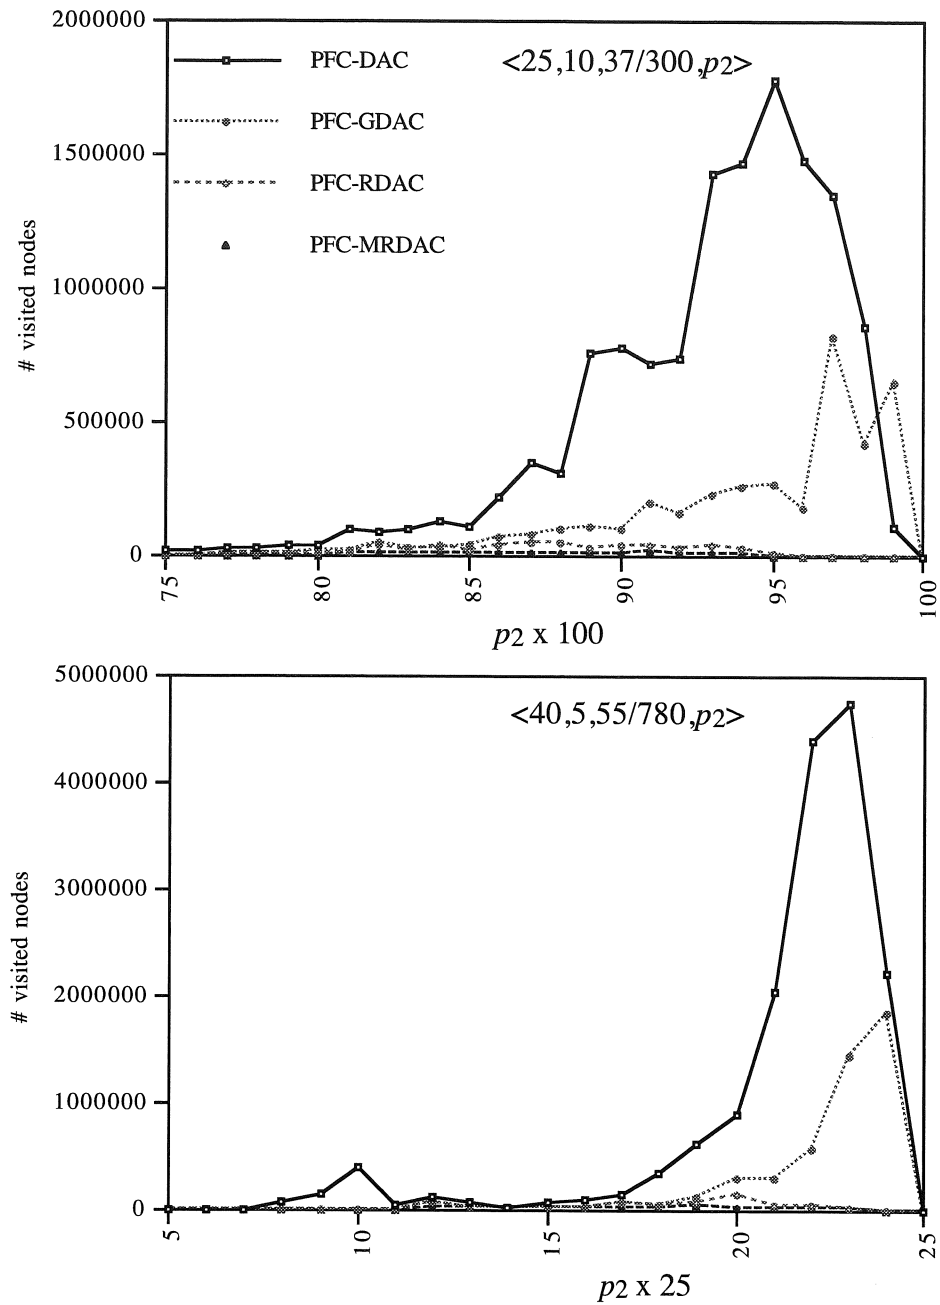 2000000
1500000
1000000
500000
0
# visited nodes
PFC-DAC
PFC-GDAC
PFC-RDAC
PFC-MRDAC
<25,10,37/300,p2>
75
80
85
90
95
100
p2 x 100
5000000
4000000
3000000
2000000
1000000
0
# visited nodes
<40,5,55/780,p2>
5
10
15
20
25
p2 x 25